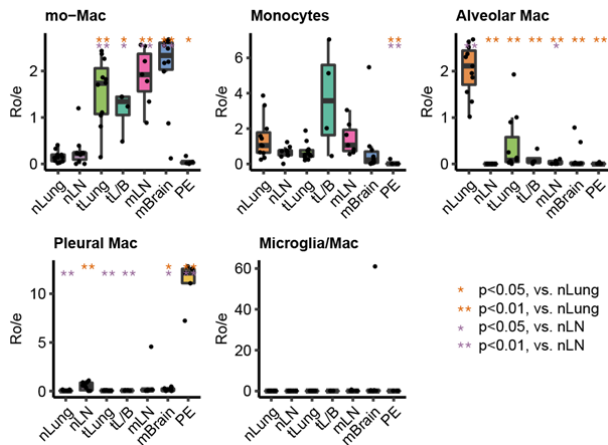 mo-Mac
Monocytes
Alveolar Mac
Ro/e
2
1
0
** * ** ** *
** * ** **
nLung nLN tLung tL/B mLN mBrain PE
Ro/e
6
4
2
0
**
**
nLung nLN tLung tL/B mLN mBrain PE
Ro/e
2
1
0
** ** ** ** ** **
** *
nLung nLN tLung tL/B mLN mBrain PE
Pleural Mac
Microglia/Mac
Ro/e
10
5
0
** * **
** ** ** * **
nLung nLN tLung tL/B mLN mBrain PE
Ro/e
60
40
20
0
nLung nLN tLung tL/B mLN mBrain PE
* p<0.05, vs. nLung
** p<0.01, vs. nLung
* p<0.05, vs. nLN
** p<0.01, vs. nLN